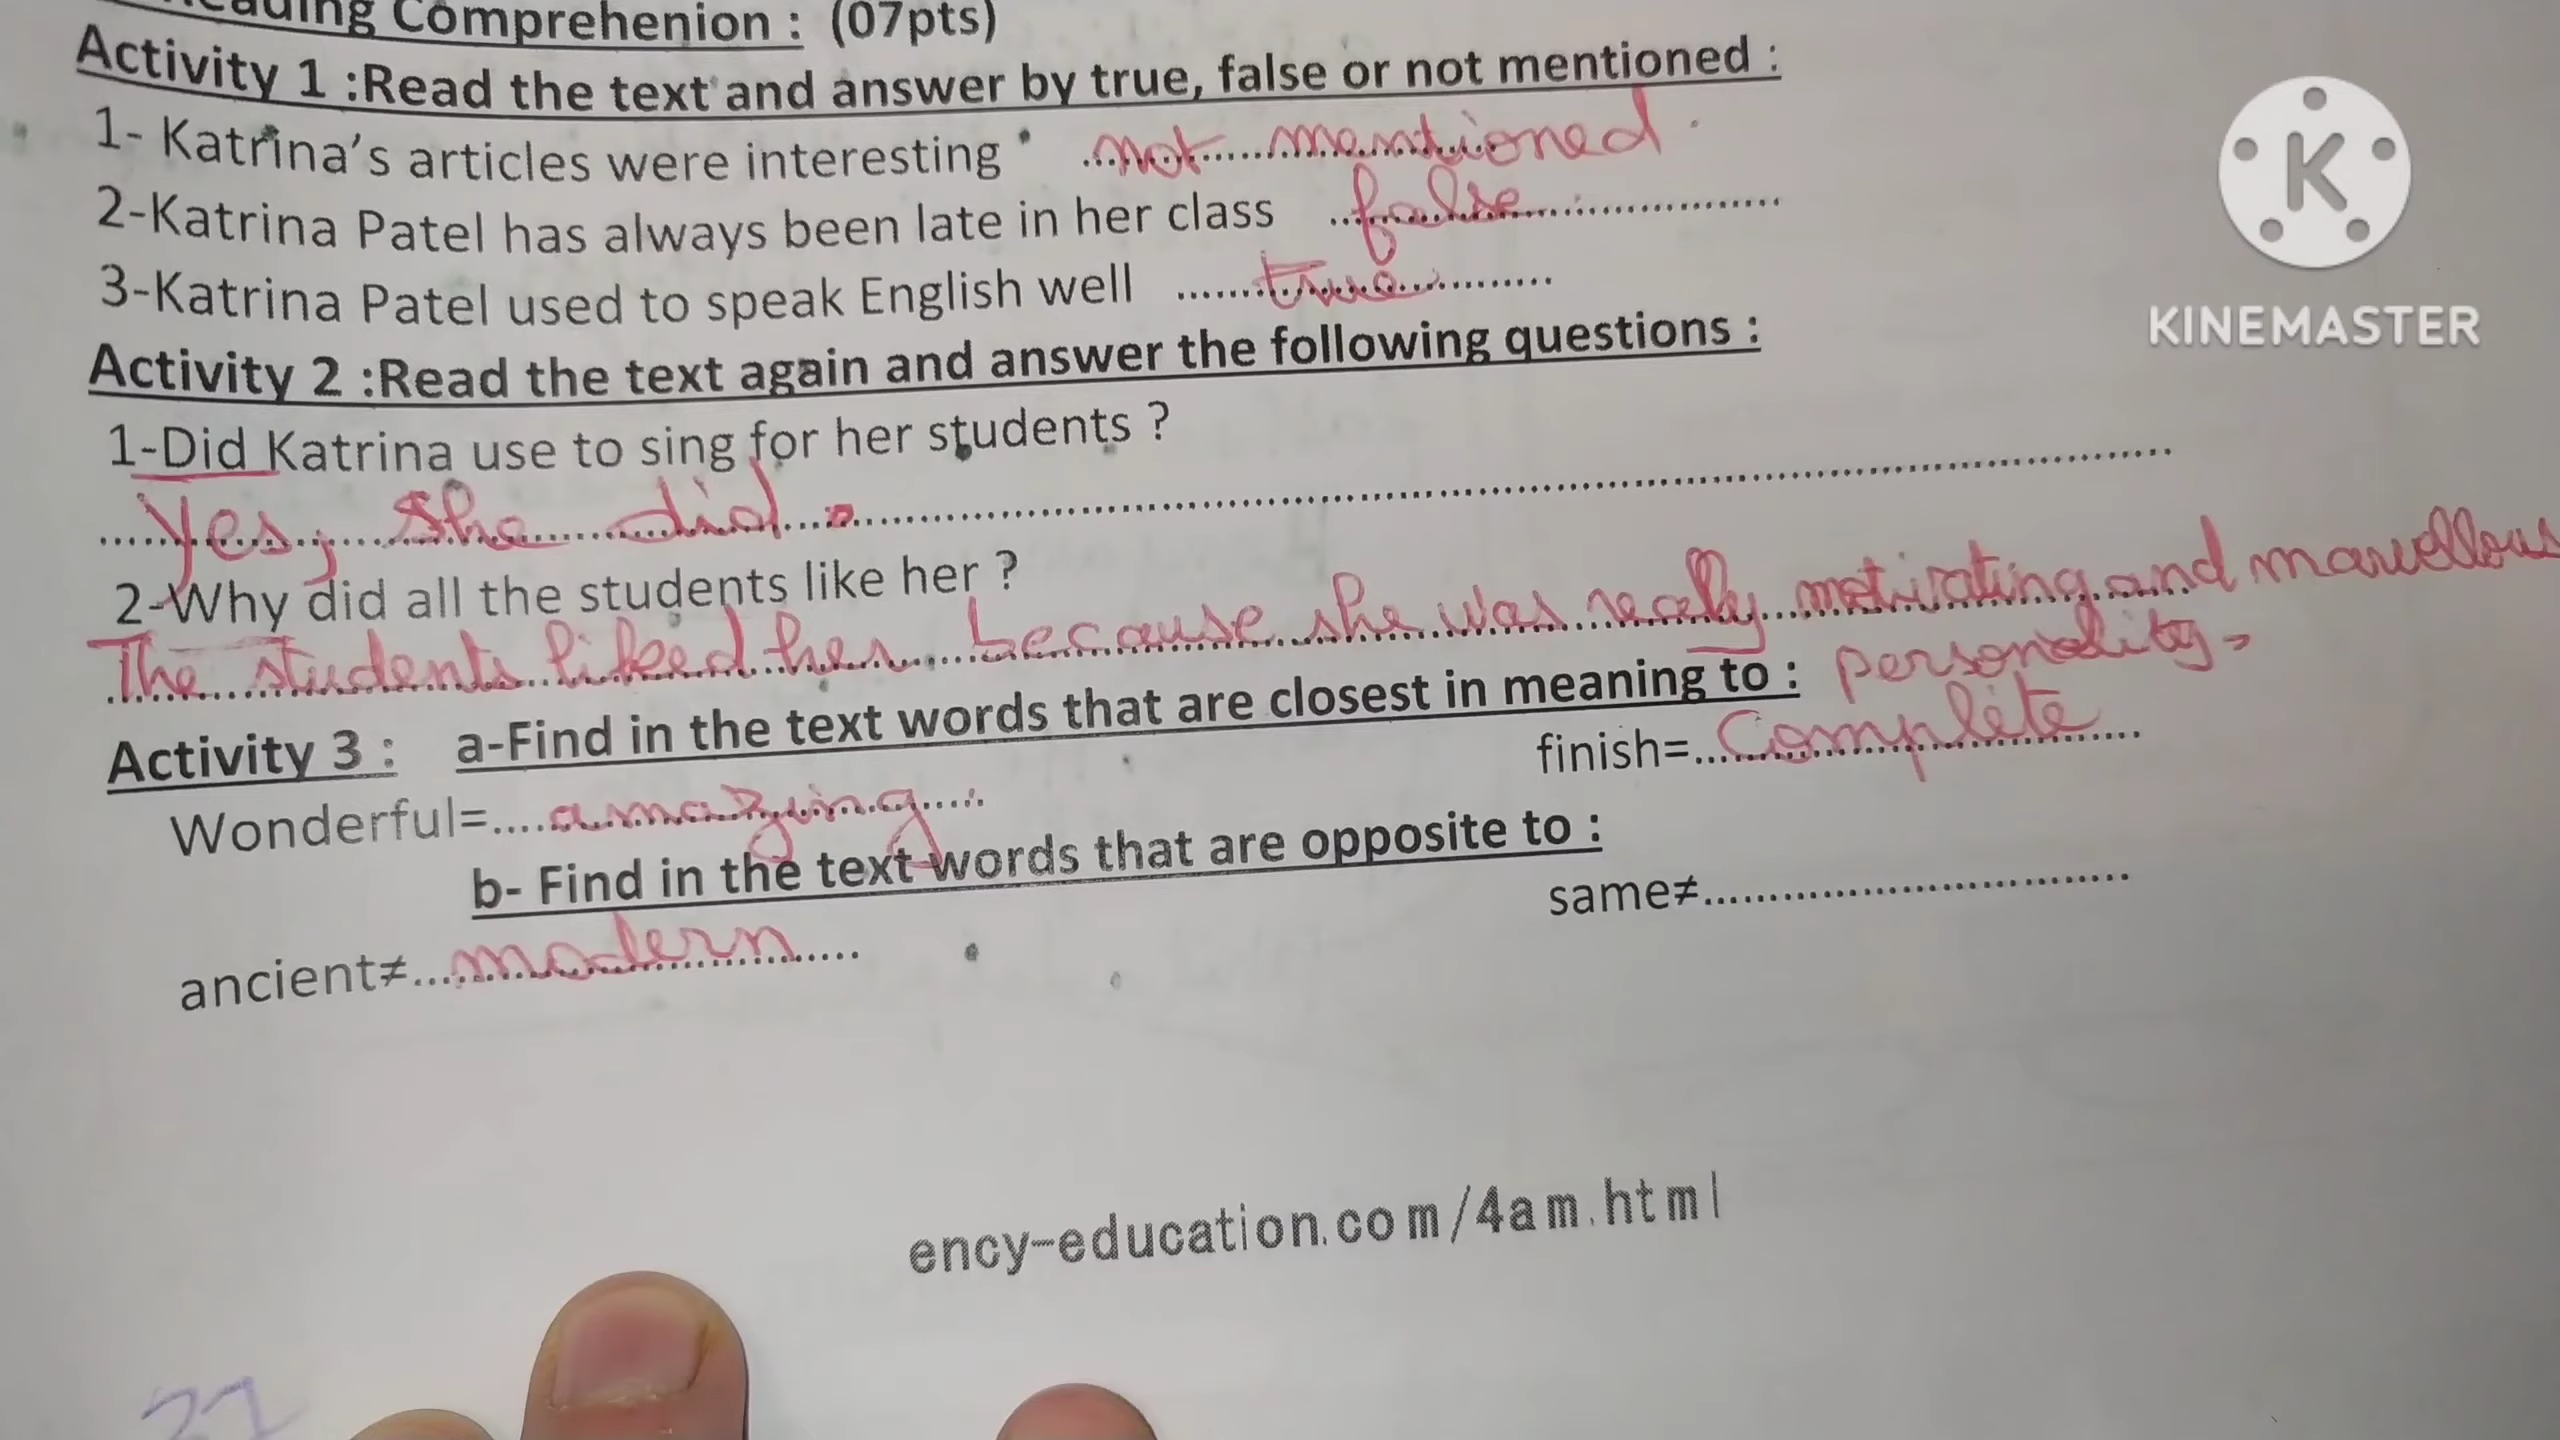 eading Comprehenion : (07pts)
Activity 1 :Read the text and answer by true, false or not mentioned :
1- Katrina's articles were interesting ....not mentioned.
2-Katrina Patel has always been late in her class ....false....
3-Katrina Patel used to speak English well ....true....
Activity 2 :Read the text again and answer the following questions :
1-Did Katrina use to sing for her students ?
Yes, she did.
2-Why did all the students like her ?
The students liked her because she was really motivating and marvellous
personality.
Activity 3 : a-Find in the text words that are closest in meaning to :
Wonderful=....amazing.... finish=....Complete....
b- Find in the text words that are opposite to :
ancient≠....modern.... same≠....
ency-education.com/4am.html
KINEMASTER